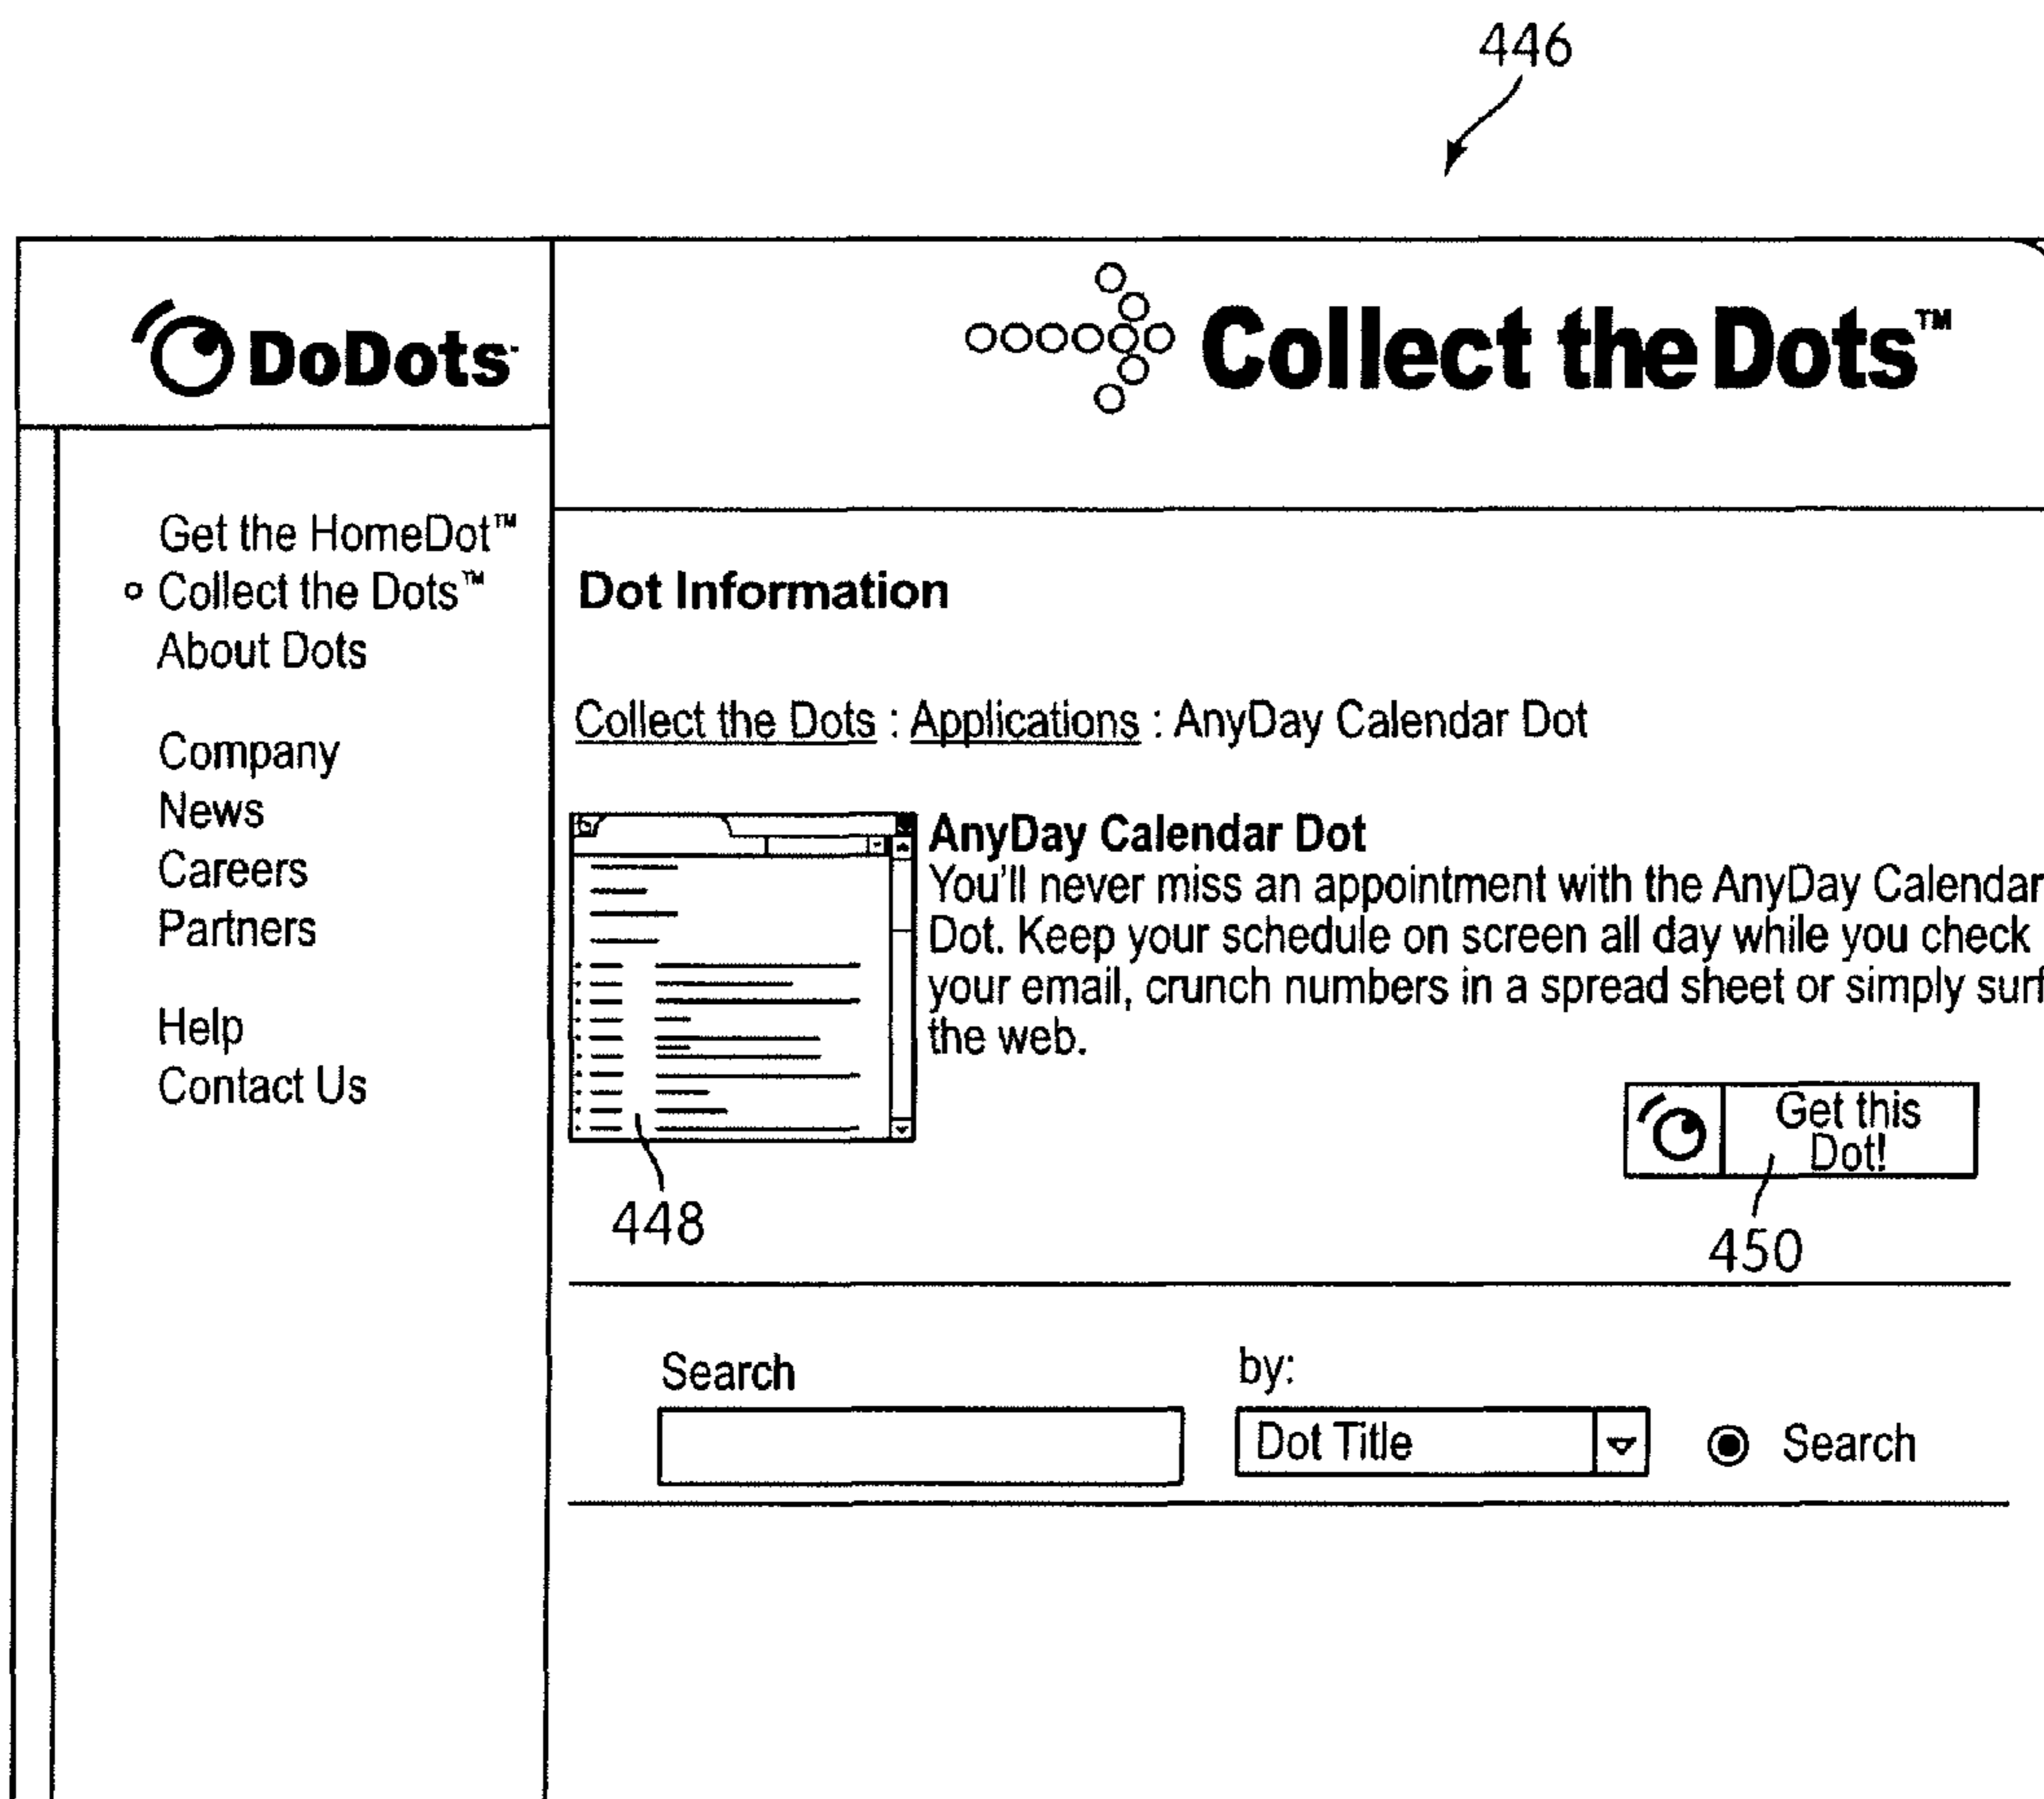 446
DoDots
Collect the Dots™
Get the HomeDot™
Collect the Dots™
About Dots
Company
News
Careers
Partners
Help
Contact Us
Dot Information
Collect the Dots : Applications : AnyDay Calendar Dot
AnyDay Calendar Dot
You'll never miss an appointment with the AnyDay Calendar
Dot. Keep your schedule on screen all day while you check
your email, crunch numbers in a spread sheet or simply surf
the web.
Get this
Dot!
448
450
Search
by:
Dot Title
Search